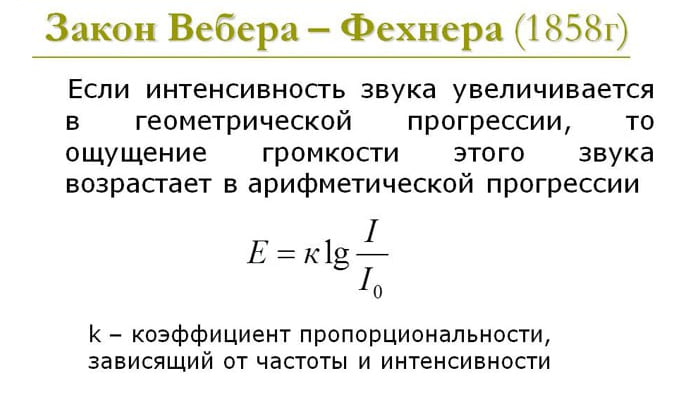 Закон Вебера – Фехнера (1858г)
Если интенсивность звука увеличивается
в геометрической прогрессии, то
ощущение громкости этого звука
возрастает в арифметической прогрессии
E = к lg I / I₀
k – коэффициент пропорциональности,
зависящий от частоты и интенсивности